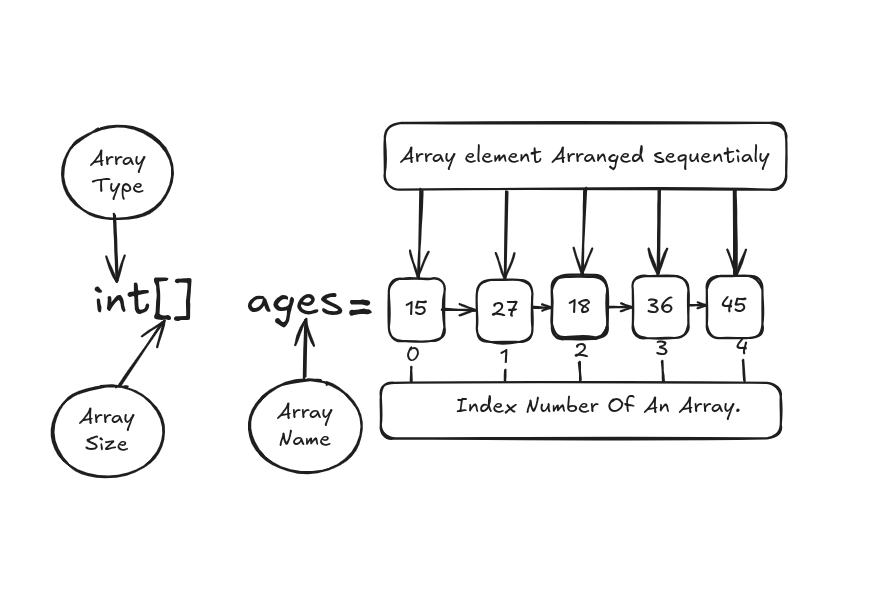 Array element Arranged sequentialy
Array
Type
int[] ages= 15 27 18 36 45
0 1 2 3 4
Array
Size
Array
Name
Index Number Of An Array.